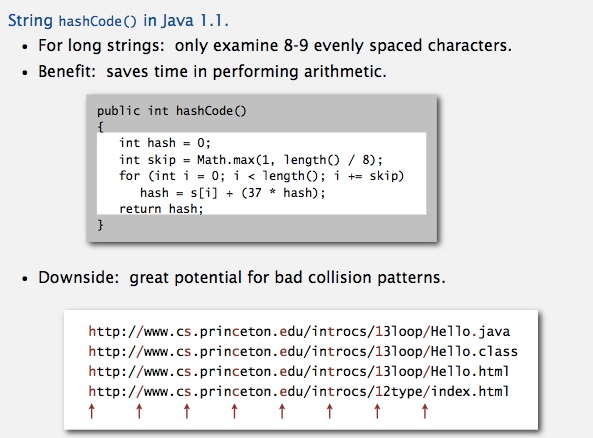 String hashCode() in Java 1.1.
• For long strings: only examine 8-9 evenly spaced characters.
• Benefit: saves time in performing arithmetic.
public int hashCode()
{
int hash = 0;
int skip = Math.max(1, length() / 8);
for (int i = 0; i < length(); i += skip)
hash = s[i] + (37 * hash);
return hash;
}
• Downside: great potential for bad collision patterns.
http://www.cs.princeton.edu/introcs/13loop/Hello.java
http://www.cs.princeton.edu/introcs/13loop/Hello.class
http://www.cs.princeton.edu/introcs/13loop/Hello.html
http://www.cs.princeton.edu/introcs/12type/index.html